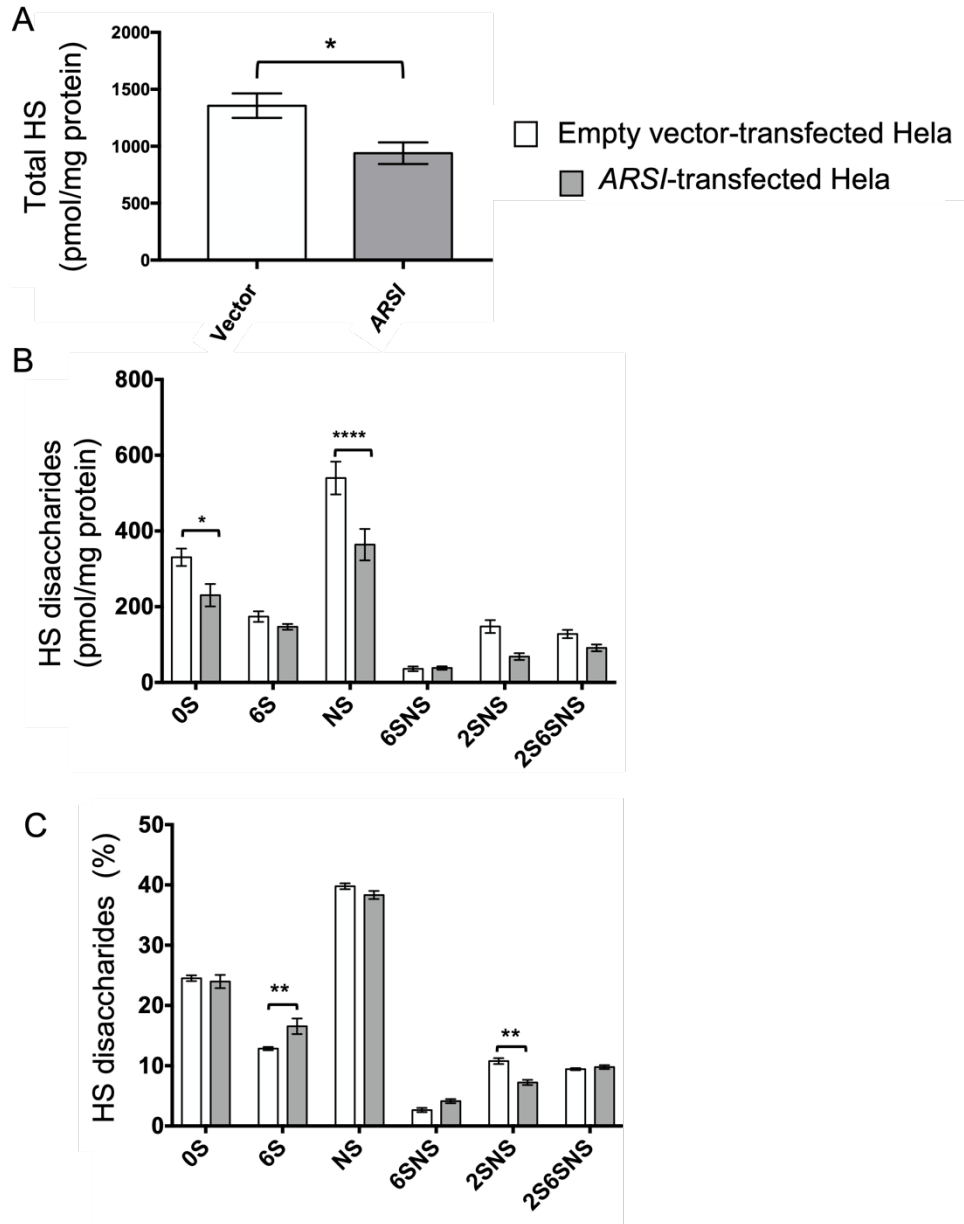 A
Total HS
(pmol/mg protein)
2000
1500
1000
500
0
*
Vector
ARSI
Empty vector-transfected Hela
ARSI-transfected Hela
B
HS disaccharides
(pmol/mg protein)
800
600
400
200
0
*
****
0S
6S
NS
6SNS
2SNS
2S6SNS
C
HS disaccharides (%)
50
40
30
20
10
0
**
**
0S
6S
NS
6SNS
2SNS
2S6SNS